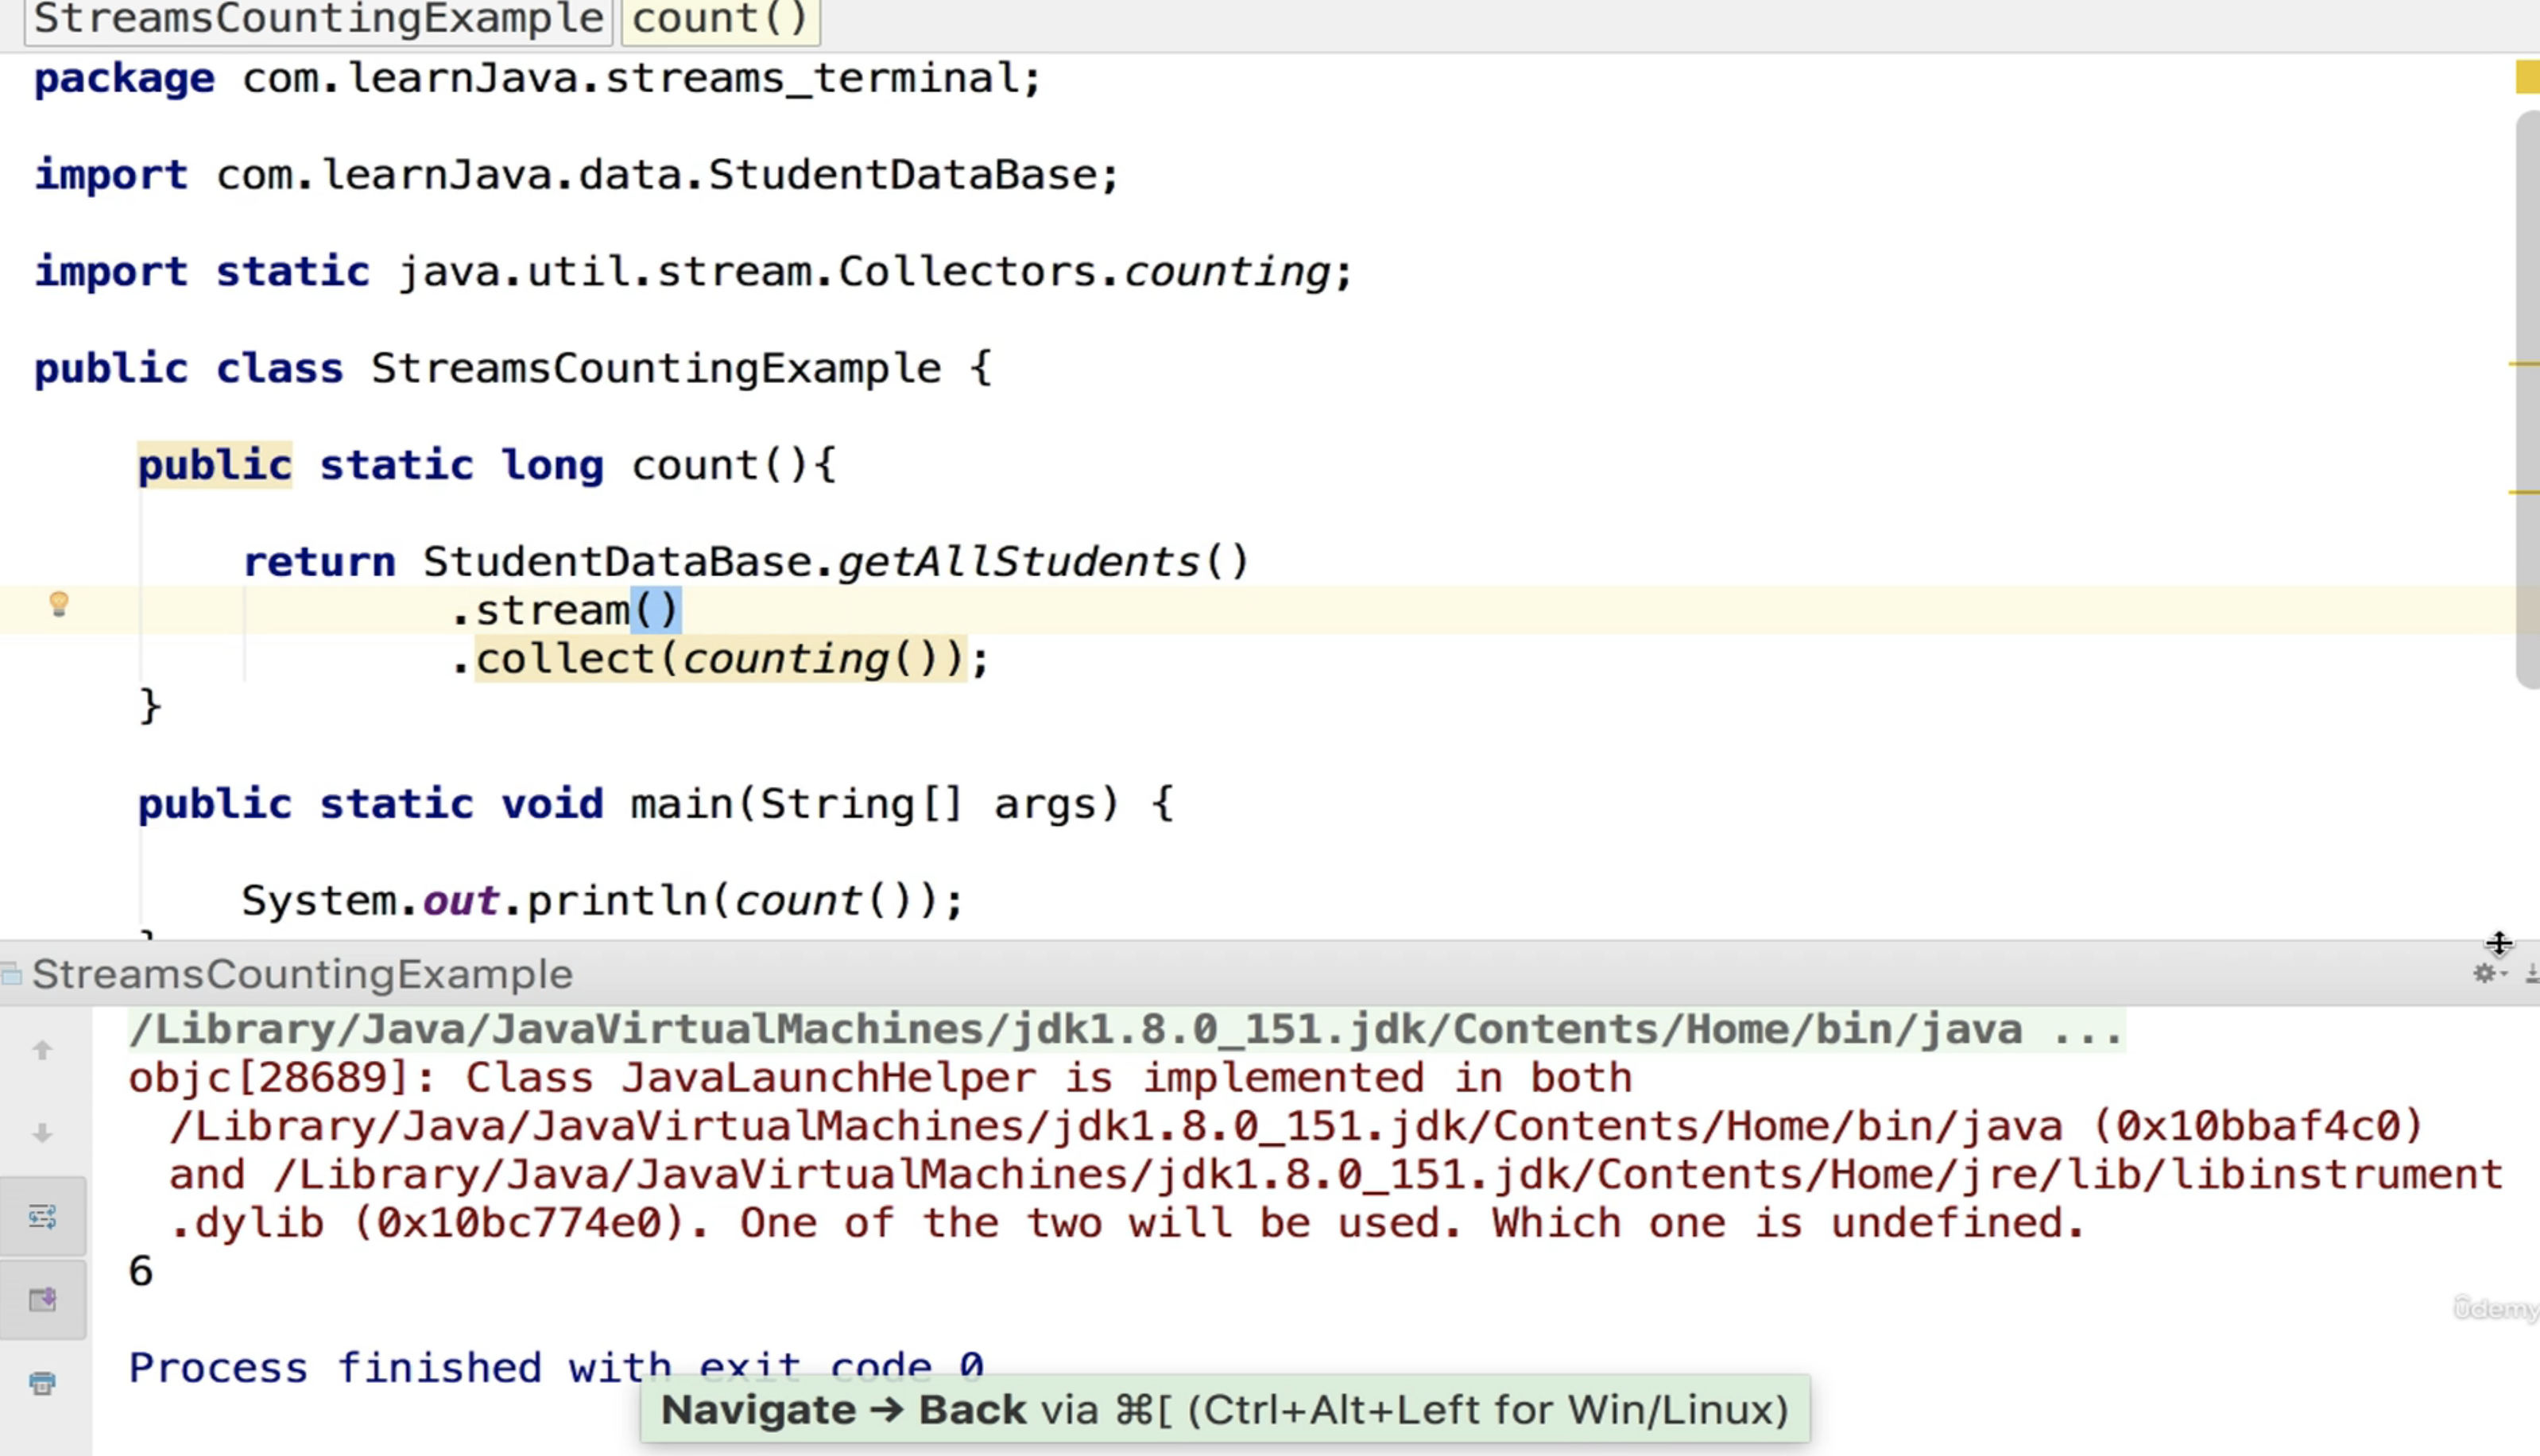 StreamsCountingExample count()
package com.learnJava.streams_terminal;
import com.learnJava.data.StudentDataBase;
import static java.util.stream.Collectors.counting;
public class StreamsCountingExample {
public static long count(){
return StudentDataBase.getAllStudents()
.stream()
.collect(counting());
}
public static void main(String[] args) {
System.out.println(count());
}
StreamsCountingExample
/Library/Java/JavaVirtualMachines/jdk1.8.0_151.jdk/Contents/Home/bin/java ...
objc[28689]: Class JavaLaunchHelper is implemented in both
/Library/Java/JavaVirtualMachines/jdk1.8.0_151.jdk/Contents/Home/bin/java (0x10bbaf4c0)
and /Library/Java/JavaVirtualMachines/jdk1.8.0_151.jdk/Contents/Home/jre/lib/libinstrument
.dylib (0x10bc774e0). One of the two will be used. Which one is undefined.
6
ûdemy
Process finished with exit code 0
Navigate → Back via ⌘[ (Ctrl+Alt+Left for Win/Linux)